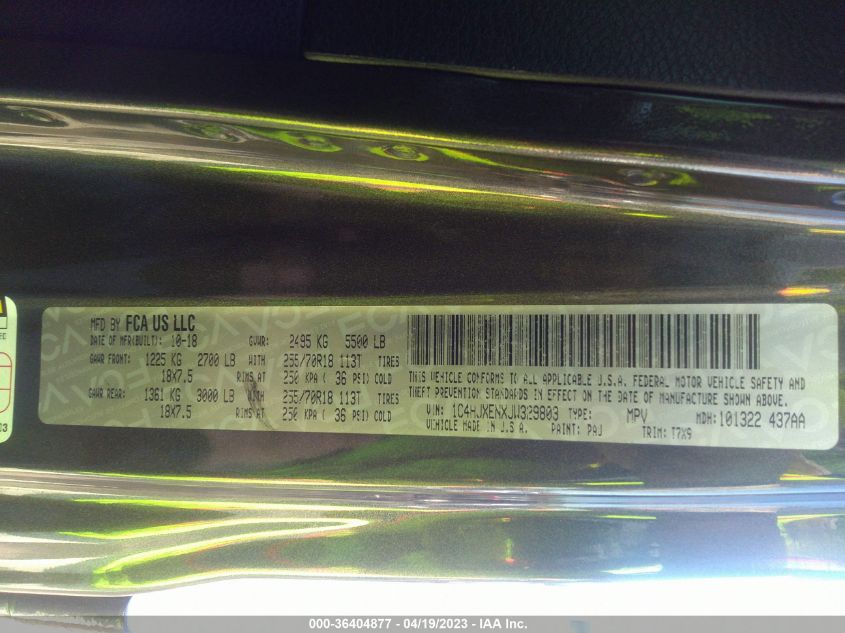 MFD BY FCA US LLC
DATE OF MFR(BUILT): 10-18 GVWR: 2495 KG 5500 LB
GAWR FRONT: 1225 KG 2700 LB WITH 255/70R18 113T TIRES
18X7.5 RIMS AT 250 KPA ( 36 PSI) COLD
GAWR REAR: 1361 KG 3000 LB WITH 255/70R18 113T TIRES
18X7.5 RIMS AT 250 KPA ( 36 PSI) COLD
THIS VEHICLE CONFORMS TO ALL APPLICABLE U.S.A. FEDERAL MOTOR VEHICLE SAFETY AND
THEFT PREVENTION STANDARDS IN EFFECT ON THE DATE OF MANUFACTURE SHOWN ABOVE.
VIN: 1C4HJXENXJW329803 TYPE: MPV MDH: 101322 437AA
VEHICLE MADE IN U.S.A. PAINT: PAJ TRIM: T7X9
000-36404877 - 04/19/2023 - IAA Inc.